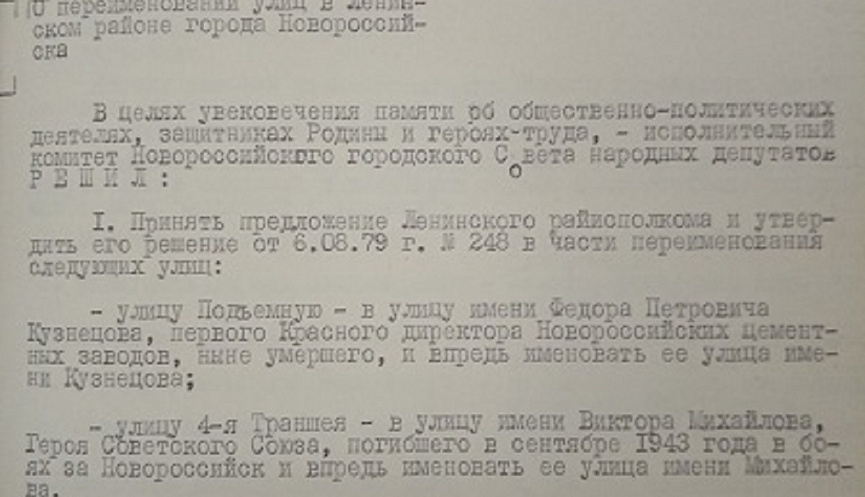 О переименовании улиц в Ленин-
ском районе города Новороссий-
ска
В целях увековечения памяти об общественно-политических
деятелях, защитниках Родины и героях-труда, - исполнительный
комитет Новороссийского городского Совета народных депутатов
Р Е Ш И Л :
I. Принять предложение Ленинского райисполкома и утвер-
дить его решение от 6.08.79 г. № 248 в части переименования
следующих улиц:
- улицу Подъемную - в улицу имени Федора Петровича
Кузнецова, первого Красного директора Новороссийских цемент-
ных заводов, ныне умершего, и впредь именовать ее улица име-
ни Кузнецова;
- улицу 4-я Траншея - в улицу имени Виктора Михайлова,
Героя Советского Союза, погибшего в сентябре 1943 года в бо-
ях за Новороссийск и впредь именовать ее улица имени Михайло-
ва.